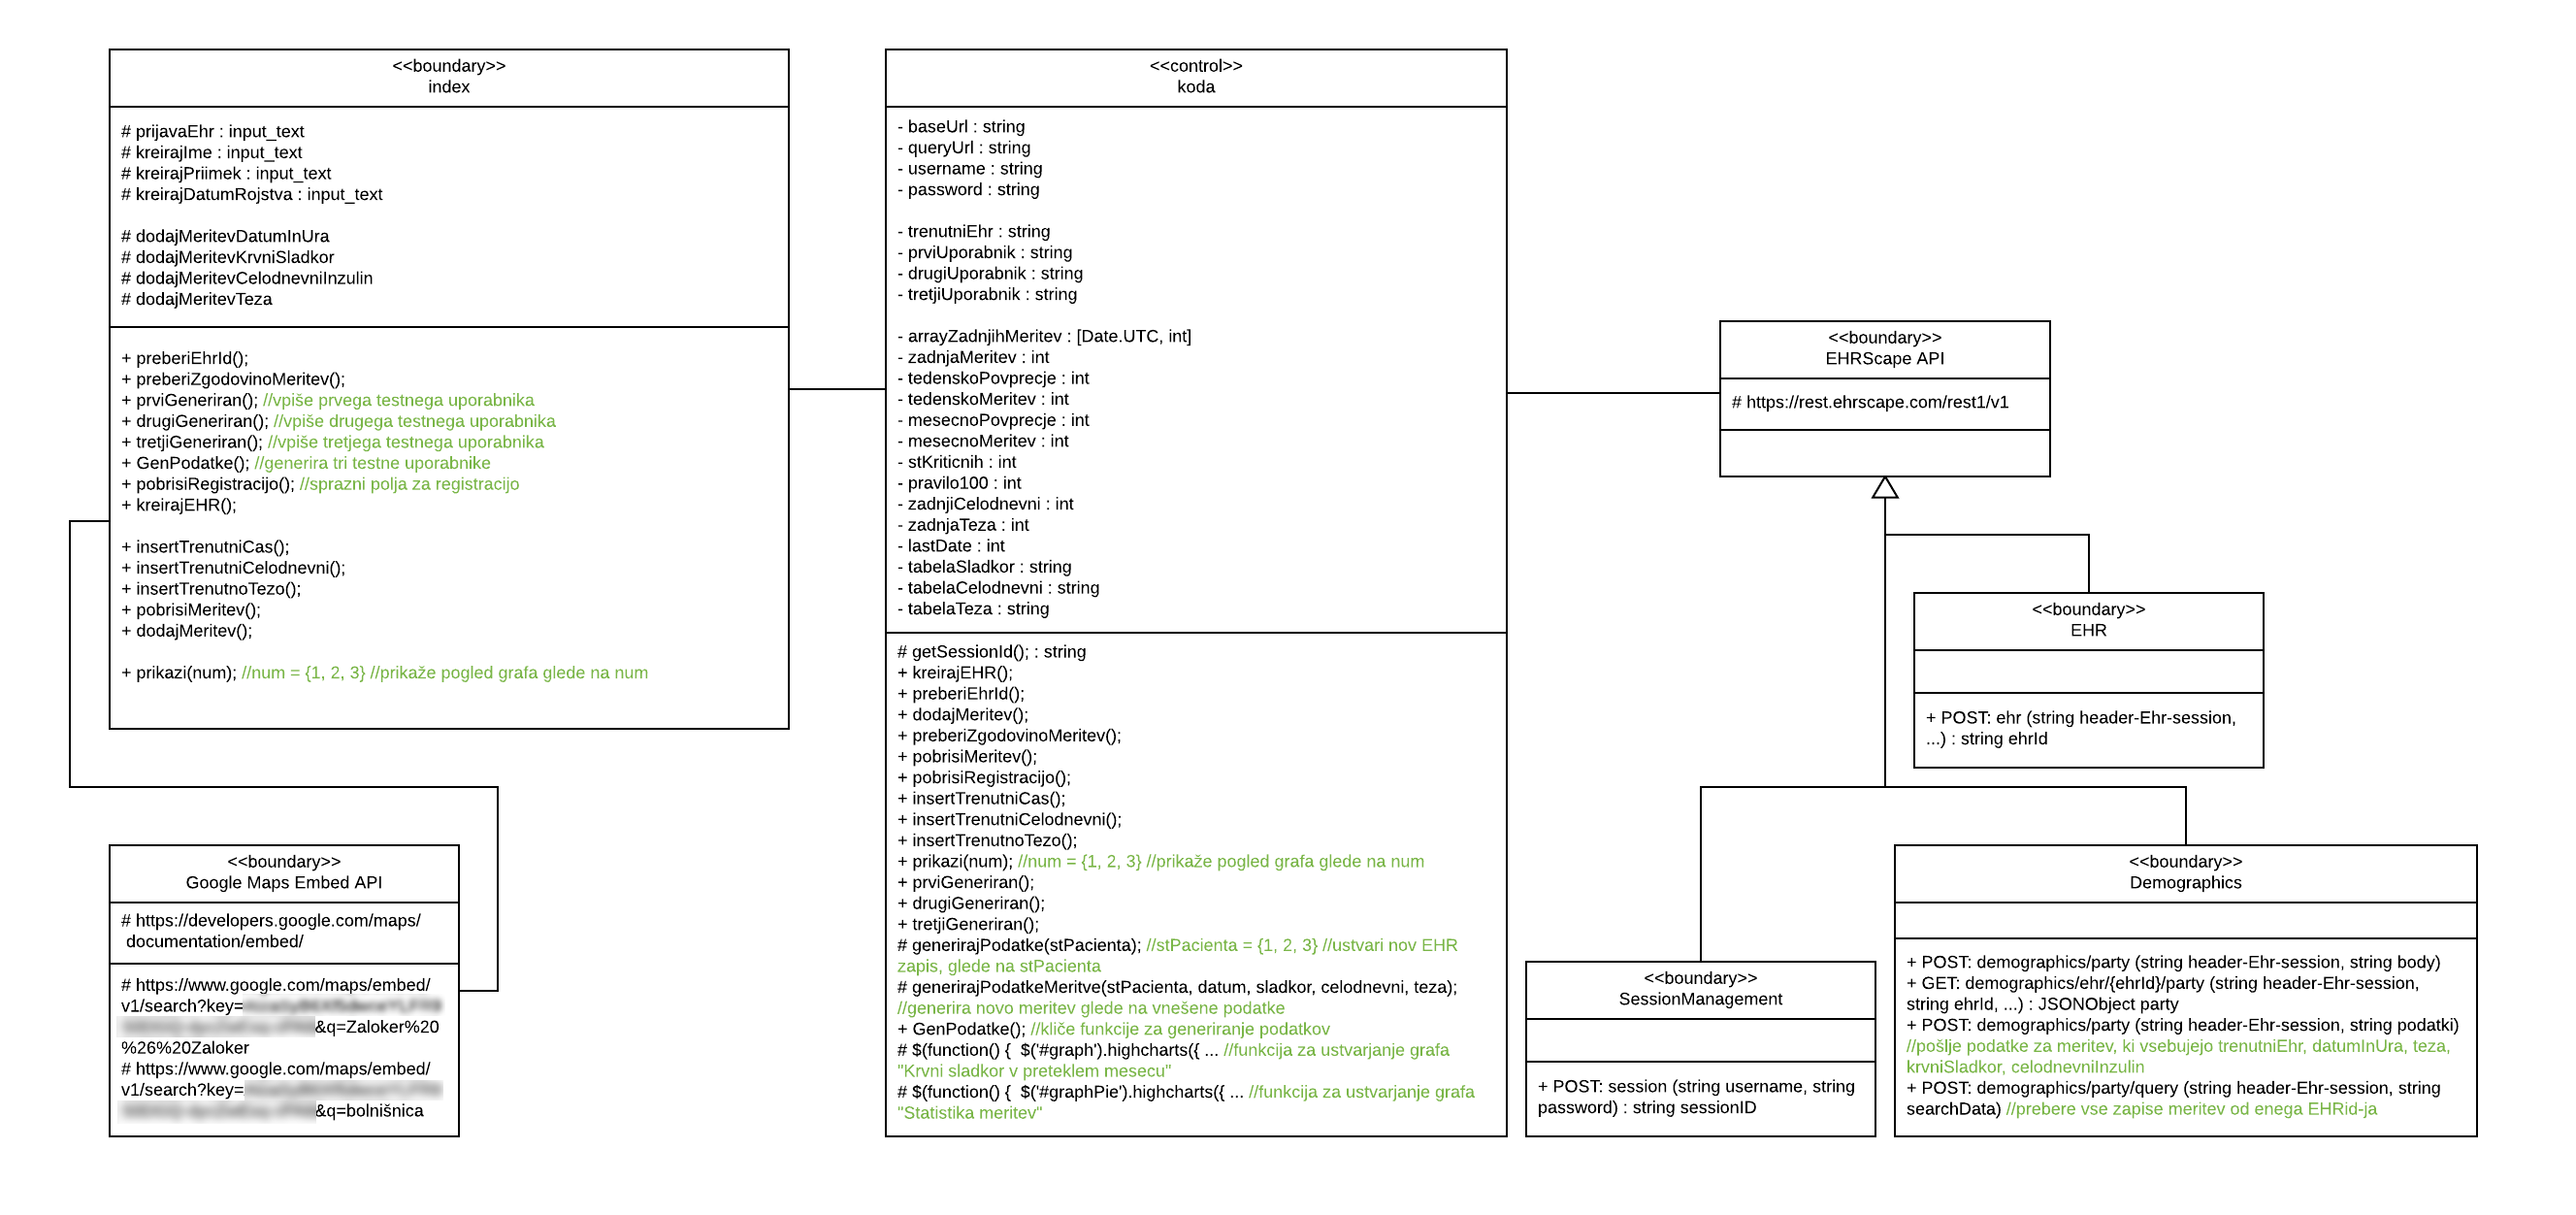 <<boundary>>
index
# prijavaEhr : input_text
# kreirajIme : input_text
# kreirajPriimek : input_text
# kreirajDatumRojstva : input_text
# dodajMeritevDatumInUra
# dodajMeritevKrvniSladkor
# dodajMeritevCelodnevniInzulin
# dodajMeritevTeza
+ preberiEhrId();
+ preberiZgodovinoMeritev();
+ prviGeneriran(); //vpiše prvega testnega uporabnika
+ drugiGeneriran(); //vpiše drugega testnega uporabnika
+ tretjiGeneriran(); //vpiše tretjega testnega uporabnika
+ GenPodatke(); //generira tri testne uporabnike
+ pobrisiRegistracijo(); //sprazni polja za registracijo
+ kreirajEHR();
+ insertTrenutniCas();
+ insertTrenutniCelodnevni();
+ insertTrenutnoTezo();
+ pobrisiMeritev();
+ dodajMeritev();
+ prikazi(num); //num = {1, 2, 3} //prikaže pogled grafa glede na num
<<boundary>>
Google Maps Embed API
# https://developers.google.com/maps/
documentation/embed/
# https://www.google.com/maps/embed/
v1/search?key=
&q=Zaloker%20
%26%20Zaloker
# https://www.google.com/maps/embed/
v1/search?key=
&q=bolnišnica
<<control>>
koda
- baseUrl : string
- queryUrl : string
- username : string
- password : string
- trenutniEhr : string
- prviUporabnik : string
- drugiUporabnik : string
- tretjiUporabnik : string
- arrayZadnjihMeritev : [Date.UTC, int]
- zadnjaMeritev : int
- tedenskoPovprecje : int
- tedenskoMeritev : int
- mesecnoPovprecje : int
- mesecnoMeritev : int
- stKriticnih : int
- pravilo100 : int
- zadnjiCelodnevni : int
- zadnjaTeza : int
- lastDate : int
- tabelaSladkor : string
- tabelaCelodnevni : string
- tabelaTeza : string
# getSessionId(); : string
+ kreirajEHR();
+ preberiEhrId();
+ dodajMeritev();
+ preberiZgodovinoMeritev();
+ pobrisiMeritev();
+ pobrisiRegistracijo();
+ insertTrenutniCas();
+ insertTrenutniCelodnevni();
+ insertTrenutnoTezo();
+ prikazi(num); //num = {1, 2, 3} //prikaže pogled grafa glede na num
+ prviGeneriran();
+ drugiGeneriran();
+ tretjiGeneriran();
# generirajPodatke(stPacienta); //stPacienta = {1, 2, 3} //ustvari nov EHR
zapis, glede na stPacienta
# generirajPodatkeMeritve(stPacienta, datum, sladkor, celodnevni, teza);
//generira novo meritev glede na vnešene podatke
+ GenPodatke(); //kliče funkcije za generiranje podatkov
# $(function() { $('#graph').highcharts({ ... //funkcija za ustvarjanje grafa
"Krvni sladkor v preteklem mesecu"
# $(function() { $('#graphPie').highcharts({ ... //funkcija za ustvarjanje grafa
"Statistika meritev"
<<boundary>>
EHRScape API
# https://rest.ehrscape.com/rest1/v1
<<boundary>>
EHR
+ POST: ehr (string header-Ehr-session,
...) : string ehrId
<<boundary>>
SessionManagement
+ POST: session (string username, string
password) : string sessionID
<<boundary>>
Demographics
+ POST: demographics/party (string header-Ehr-session, string body)
+ GET: demographics/ehr/{ehrId}/party (string header-Ehr-session,
string ehrId, ...) : JSONObject party
+ POST: demographics/party (string header-Ehr-session, string podatki)
//pošlje podatke za meritev, ki vsebujejo trenutniEhr, datumInUra, teza,
krvniSladkor, celodnevniInzulin
+ POST: demographics/party/query (string header-Ehr-session, string
searchData) //prebere vse zapise meritev od enega EHRid-ja